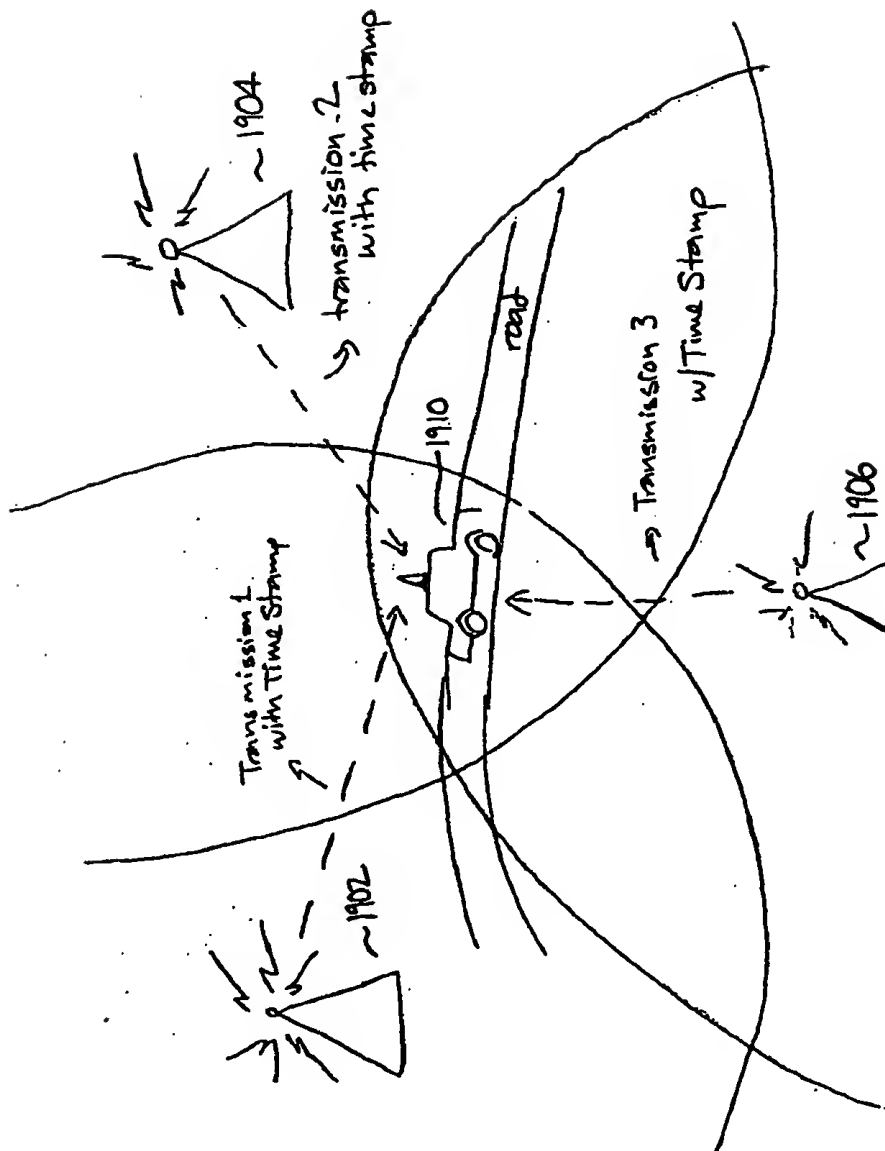 Transmission 1
with Time Stamp
~1904
transmission-2
with time stamp
~1902
~1910
road
Transmission 3
w/Time Stamp
~1906